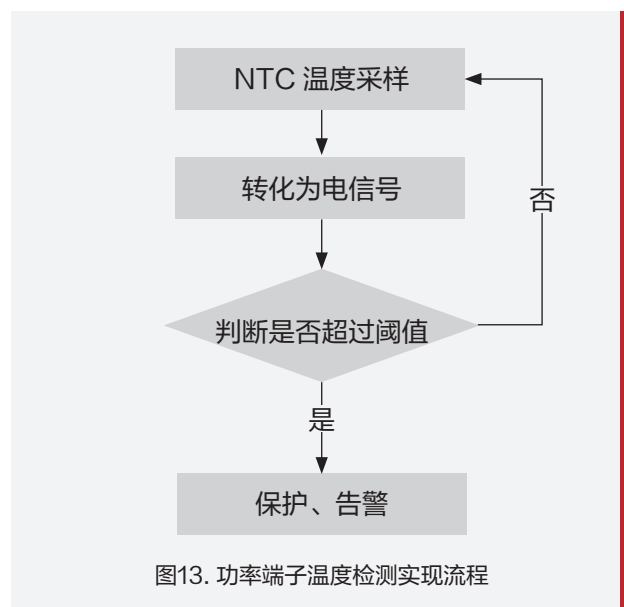 NTC 温度采样
转化为电信号
否
判断是否超过阈值
是
保护、告警
图13. 功率端子温度检测实现流程